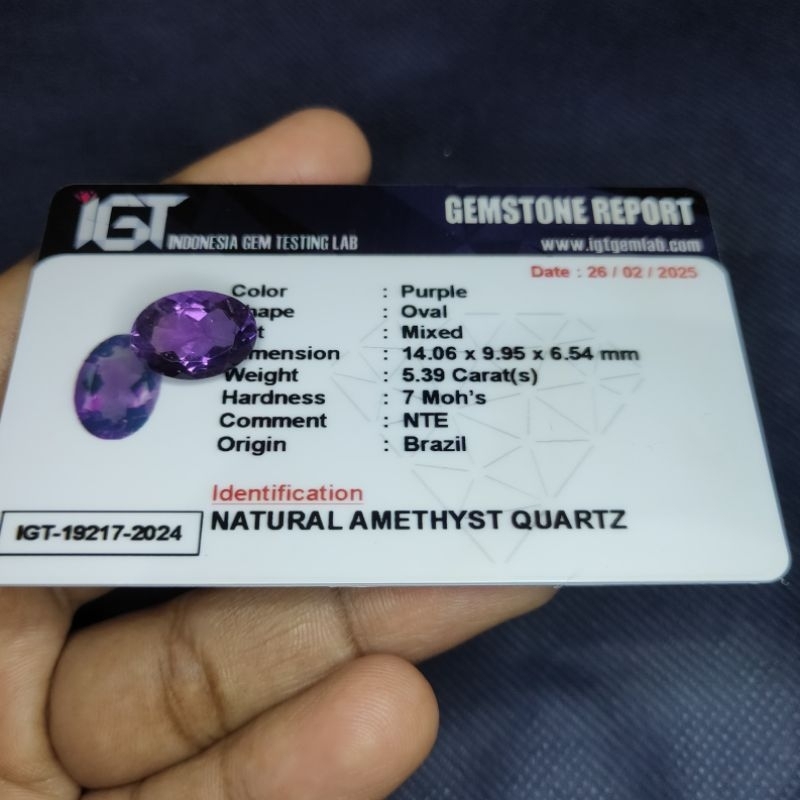 IGT INDONESIA GEM TESTING LAB
GEMSTONE REPORT
www.igtgemlab.com
Date : 26 / 02 / 2025
Color : Purple
hape : Oval
t : Mixed
imension : 14.06 x 9.95 x 6.54 mm
Weight : 5.39 Carat(s)
Hardness : 7 Moh's
Comment : NTE
Origin : Brazil
Identification
NATURAL AMETHYST QUARTZ
IGT-19217-2024